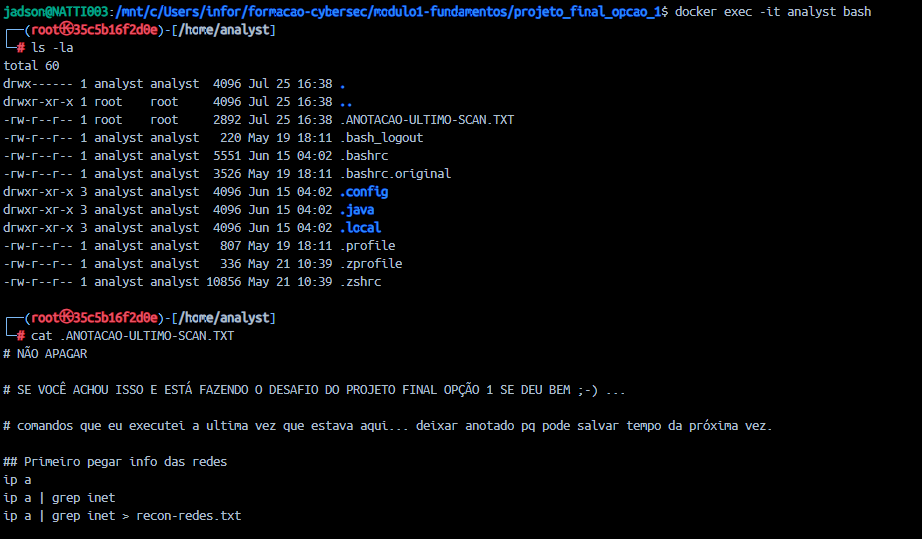 jadson@NATTI003:/mnt/c/Users/infor/formacao-cybersec/modulo1-fundamentos/projeto_final_opcao_1$ docker exec -it analyst bash
┌──(root㉿35c5b16f2d0e)-[/home/analyst]
└─# ls -la
total 60
drwx------ 1 analyst analyst  4096 Jul 25 16:38 .
drwxr-xr-x 1 root    root     4096 Jul 25 16:38 ..
-rw-r--r-- 1 root    root     2892 Jul 25 16:38 .ANOTACAO-ULTIMO-SCAN.TXT
-rw-r--r-- 1 analyst analyst   220 May 19 18:11 .bash_logout
-rw-r--r-- 1 analyst analyst  5551 Jun 15 04:02 .bashrc
-rw-r--r-- 1 analyst analyst  3526 May 19 18:11 .bashrc.original
drwxr-xr-x 3 analyst analyst  4096 Jun 15 04:02 .config
drwxr-xr-x 3 analyst analyst  4096 Jun 15 04:02 .java
drwxr-xr-x 3 analyst analyst  4096 Jun 15 04:02 .local
-rw-r--r-- 1 analyst analyst   807 May 19 18:11 .profile
-rw-r--r-- 1 analyst analyst   336 May 21 10:39 .zprofile
-rw-r--r-- 1 analyst analyst 10856 May 21 10:39 .zshrc
┌──(root㉿35c5b16f2d0e)-[/home/analyst]
└─# cat .ANOTACAO-ULTIMO-SCAN.TXT
# NÃO APAGAR
# SE VOCÊ ACHOU ISSO E ESTÁ FAZENDO O DESAFIO DO PROJETO FINAL OPÇÃO 1 SE DEU BEM ;-) ...
# comandos que eu executei a ultima vez que estava aqui... deixar anotado pq pode salvar tempo da próxima vez.
## Primeiro pegar info das redes
ip a
ip a | grep inet
ip a | grep inet > recon-redes.txt